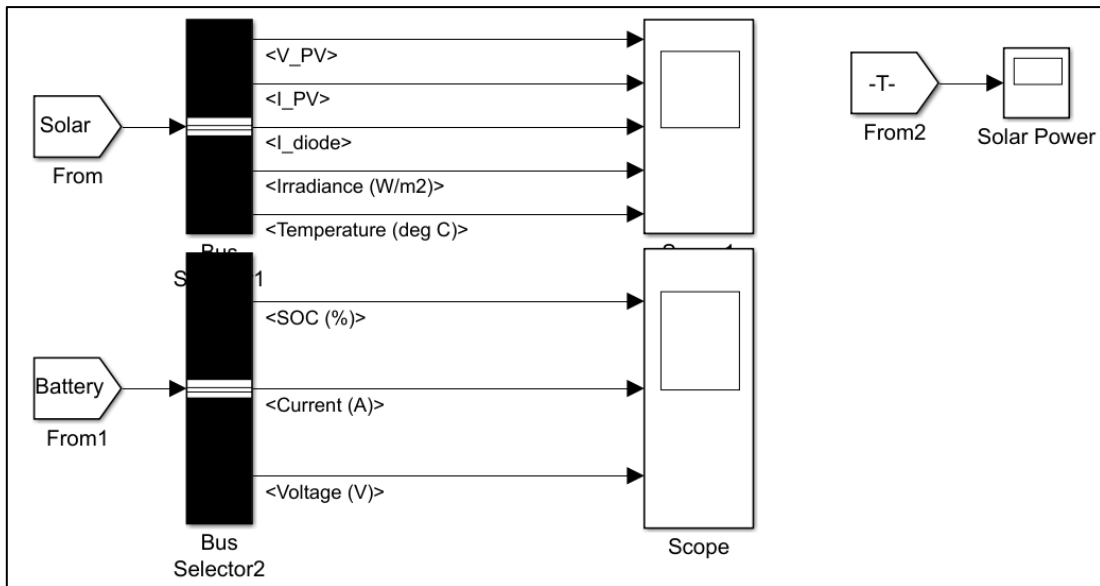 Solar
From
<V_PV>
<I_PV>
<I_diode>
<Irradiance (W/m2)>
<Temperature (deg C)>
-T-
From2
Solar Power
Battery
From1
<SOC (%)>
<Current (A)>
<Voltage (V)>
Bus
Selector2
Scope